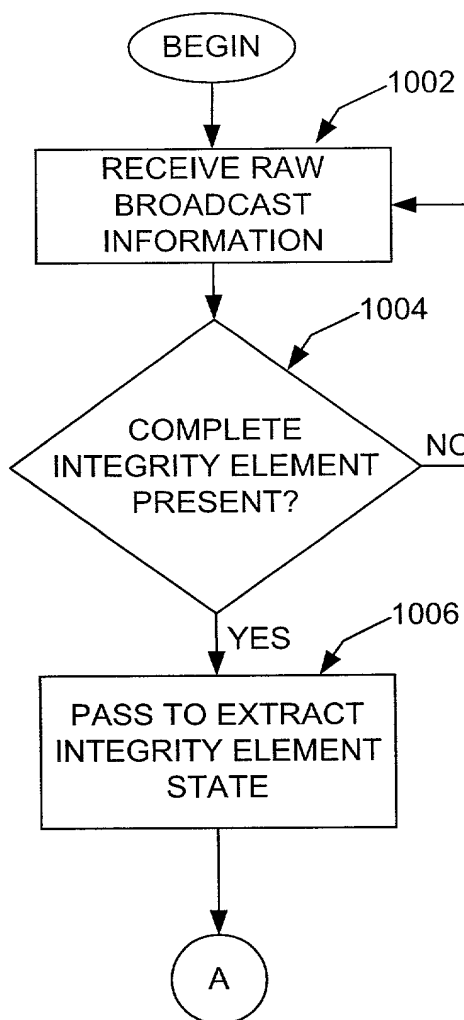 BEGIN
1002
RECEIVE RAW
BROADCAST
INFORMATION
1004
COMPLETE
INTEGRITY ELEMENT
PRESENT?
NO
YES
1006
PASS TO EXTRACT
INTEGRITY ELEMENT
STATE
A